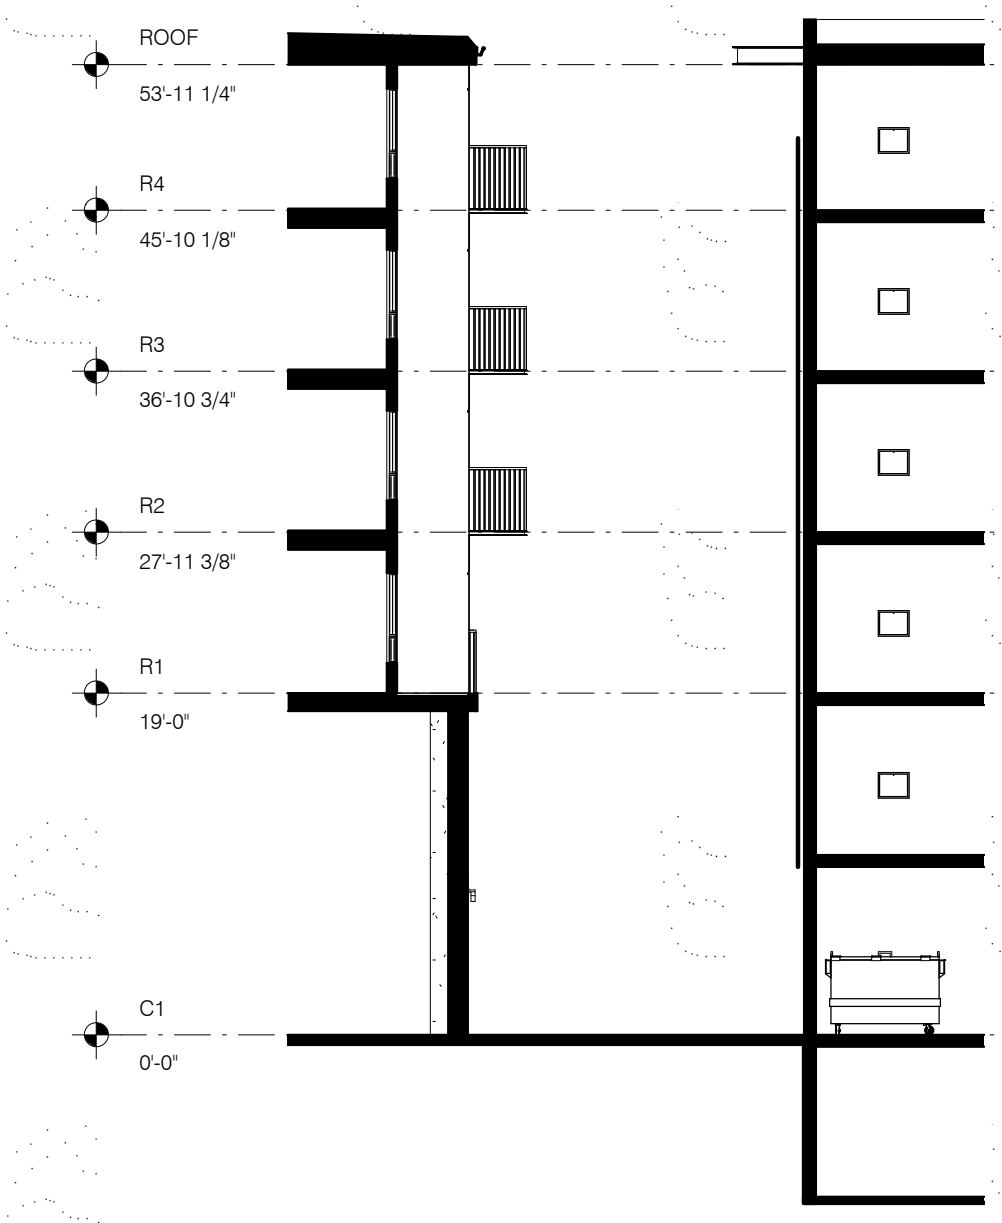 ROOF
53'-11 1/4"
R4
45'-10 1/8"
R3
36'-10 3/4"
R2
27'-11 3/8"
R1
19'-0"
C1
0'-0"